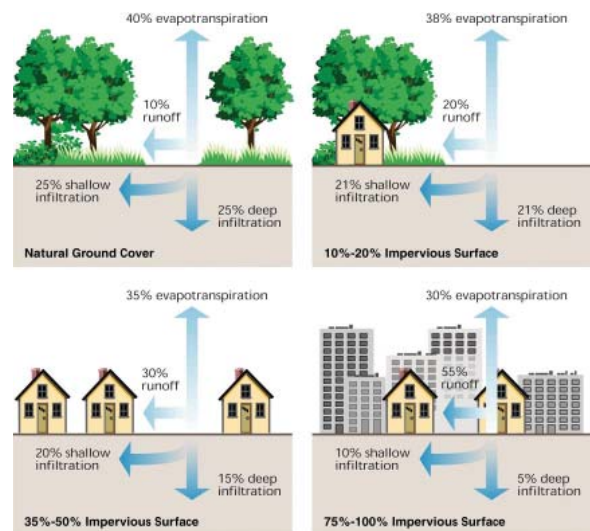 40% evapotranspiration
10%
runoff
25% shallow
infiltration
25% deep
infiltration
Natural Ground Cover
38% evapotranspiration
20%
runoff
21% shallow
infiltration
21% deep
infiltration
10%-20% Impervious Surface
35% evapotranspiration
30%
runoff
20% shallow
infiltration
15% deep
infiltration
35%-50% Impervious Surface
30% evapotranspiration
55%
runoff
10% shallow
infiltration
5% deep
infiltration
75%-100% Impervious Surface